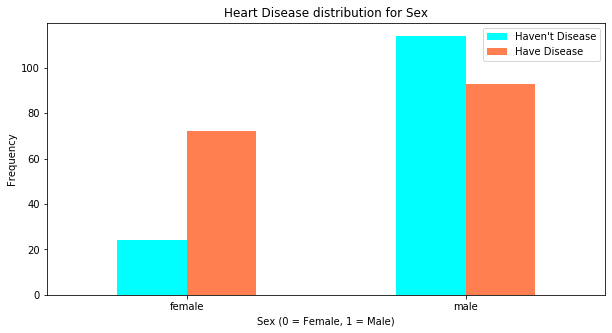 Heart Disease distribution for Sex
Haven't Disease
Have Disease
Frequency
100
80
60
40
20
0
female
male
Sex (0 = Female, 1 = Male)